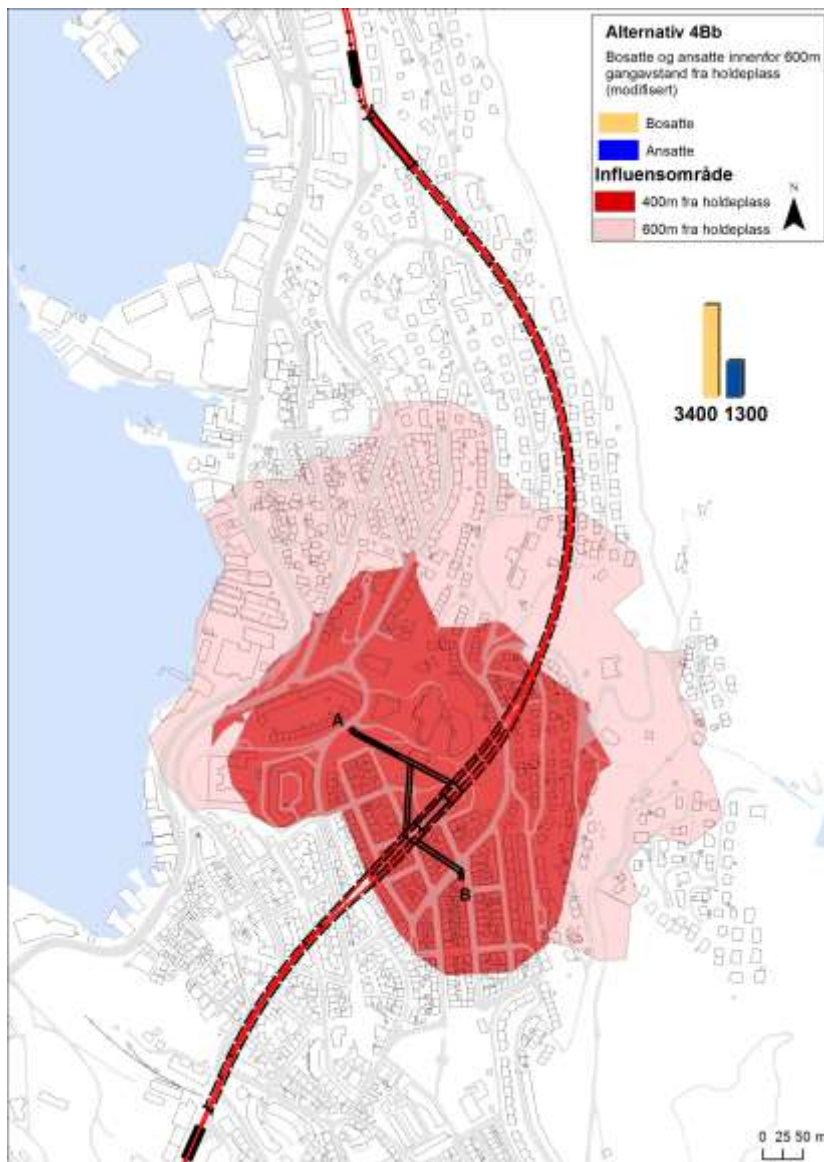 Alternativ 4Bb
Bosatte og ansatte innenfor 600m
gangavstand fra holdeplass
(modifisert)
Bosatte
Ansatte
Influensområde
400m fra holdeplass
600m fra holdeplass
N
3400 1300
A
B
0 25 50 m